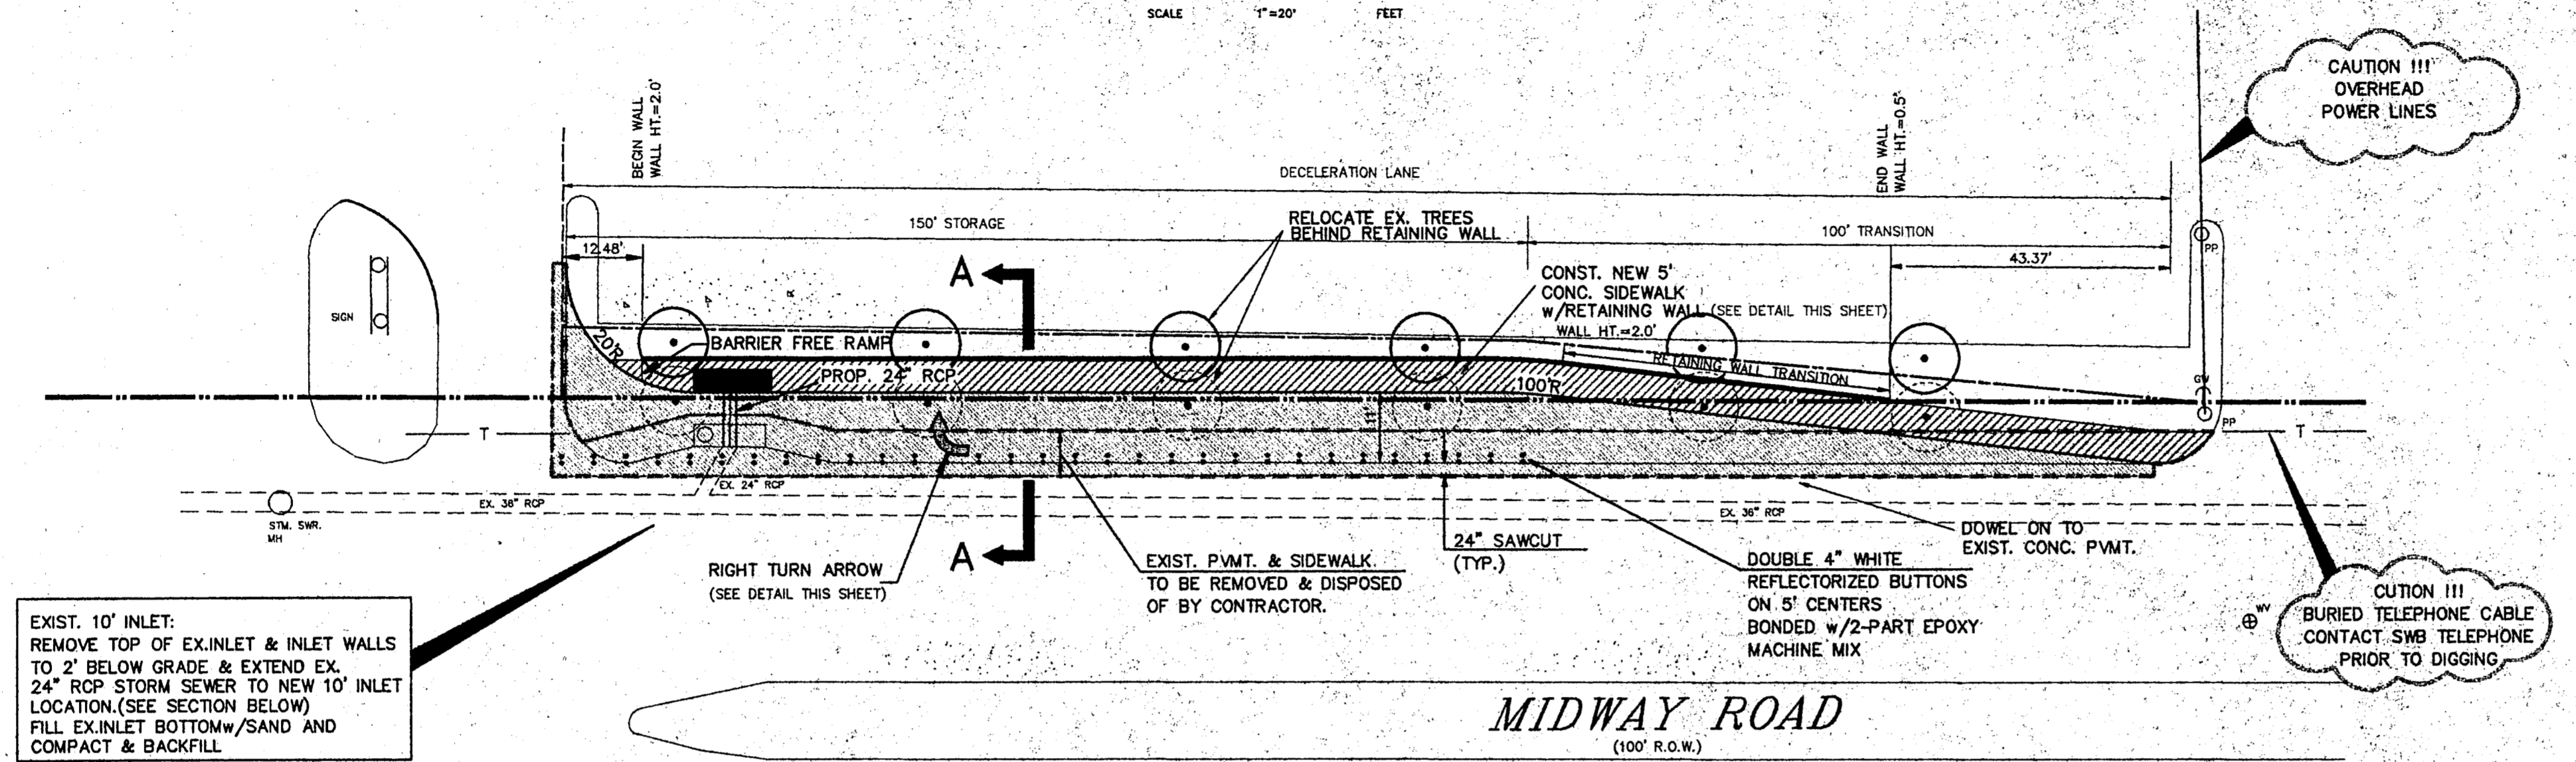 SCALE 1"=20' FEET
CAUTION !!!
OVERHEAD
POWER LINES
BEGIN WALL
WALL HT.=2.0'
END WALL
WALL HT.=0.5'
DECELERATION LANE
150' STORAGE
RELOCATE EX. TREES
BEHIND RETAINING WALL
100' TRANSITION
12.48'
43.37'
PP
A
CONST. NEW 5'
CONC. SIDEWALK
w/RETAINING WALL (SEE DETAIL THIS SHEET)
WALL HT.=2.0'
SIGN
20'R
BARRIER FREE RAMP
RETAINING WALL TRANSITION
PROP. 24" RCP
100'R
GW
11'
PP
T
T
EX. 24" RCP
EX. 36" RCP
EX. 36" RCP
STM. SWR.
MH
DOWEL ON TO
EXIST. CONC. PVMT.
24" SAWCUT
(TYP.)
A
RIGHT TURN ARROW
(SEE DETAIL THIS SHEET)
EXIST. PVMT. & SIDEWALK
TO BE REMOVED & DISPOSED
OF BY CONTRACTOR.
DOUBLE 4" WHITE
REFLECTORIZED BUTTONS
ON 5' CENTERS
BONDED w/2-PART EPOXY
MACHINE MIX
WV
CUTION !!!
BURIED TELEPHONE CABLE
CONTACT SWB TELEPHONE
PRIOR TO DIGGING
EXIST. 10' INLET:
REMOVE TOP OF EX.INLET & INLET WALLS
TO 2' BELOW GRADE & EXTEND EX.
24" RCP STORM SEWER TO NEW 10' INLET
LOCATION.(SEE SECTION BELOW)
FILL EX.INLET BOTTOMw/SAND AND
COMPACT & BACKFILL
MIDWAY ROAD
(100' R.O.W.)